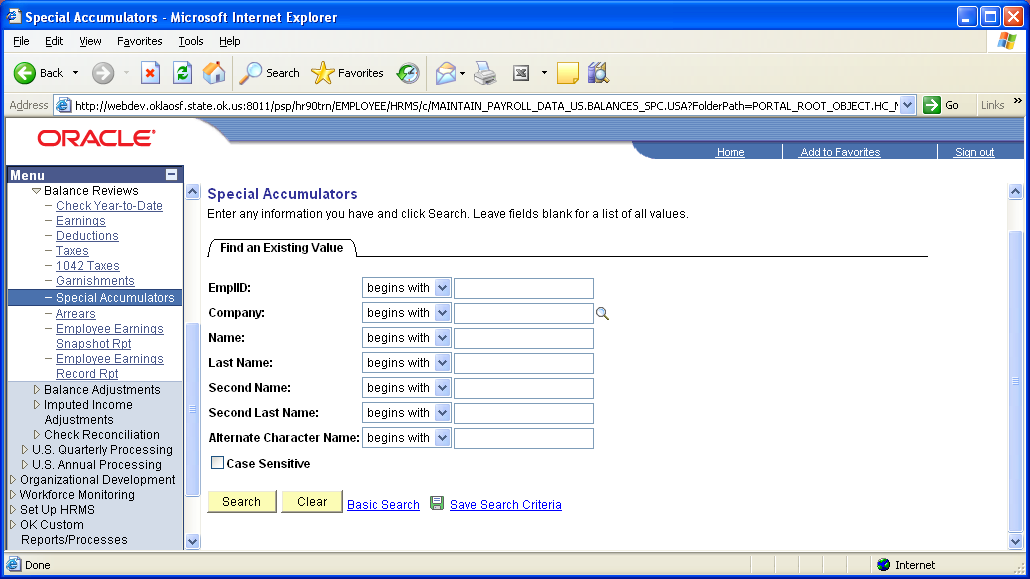 Special Accumulators - Microsoft Internet Explorer
File Edit View Favorites Tools Help
Back Search Favorites
Address http://webdev.oklaosf.state.ok.us:8011/psp/hr90trn/EMPLOYEE/HRMS/c/MAINTAIN_PAYROLL_DATA_US.BALANCES_SPC.USA?FolderPath=PORTAL_ROOT_OBJECT.HC_M Go Links »
ORACLE®
Home Add to Favorites Sign out
Menu
Balance Reviews
Check Year-to-Date
Earnings
Deductions
Taxes
1042 Taxes
Garnishments
Special Accumulators
Arrears
Employee Earnings
Snapshot Rpt
Employee Earnings
Record Rpt
Balance Adjustments
Imputed Income
Adjustments
Check Reconciliation
U.S. Quarterly Processing
U.S. Annual Processing
Organizational Development
Workforce Monitoring
Set Up HRMS
OK Custom
Reports/Processes
Special Accumulators
Enter any information you have and click Search. Leave fields blank for a list of all values.
Find an Existing Value
EmplID: begins with
Company: begins with
Name: begins with
Last Name: begins with
Second Name: begins with
Second Last Name: begins with
Alternate Character Name: begins with
Case Sensitive
Search Clear Basic Search Save Search Criteria
Done Internet